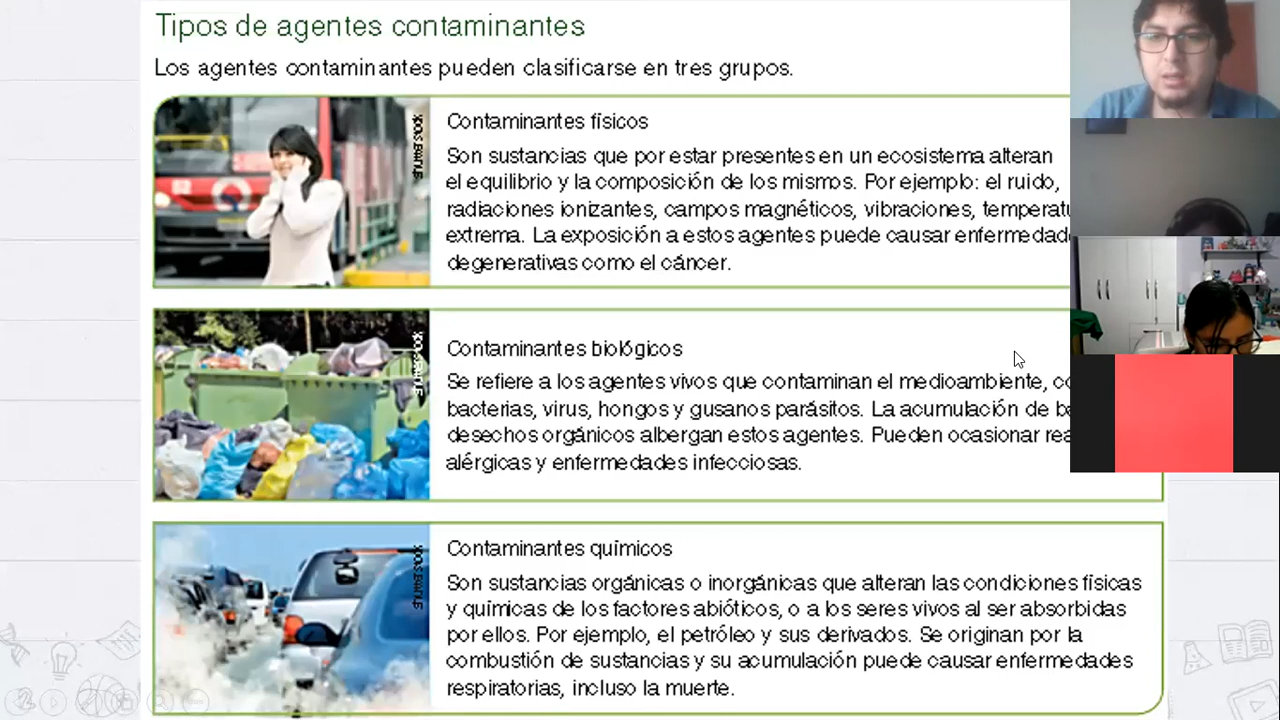 Tipos de agentes contaminantes
Los agentes contaminantes pueden clasificarse en tres grupos.
Contaminantes físicos
Son sustancias que por estar presentes en un ecosistema alteran
el equilibrio y la composición de los mismos. Por ejemplo: el ruido,
radiaciones ionizantes, campos magnéticos, vibraciones,
extrema. La exposición a estos agentes puede causar
degenerativas como el cáncer.
SHUTTERSTOCK
Contaminantes biológicos
Se refiere a los agentes vivos que contaminan el medioambiente,
bacterias, virus, hongos y gusanos parásitos. La acumulación de
desechos orgánicos albergan estos agentes. Pueden ocasionar
alérgicas y enfermedades infecciosas.
SHUTTERSTOCK
Contaminantes químicos
Son sustancias orgánicas o inorgánicas que alteran las condiciones físicas
y químicas de los factores abióticos, o a los seres vivos al ser absorbidas
por ellos. Por ejemplo, el petróleo y sus derivados. Se originan por la
combustión de sustancias y su acumulación puede causar enfermedades
respiratorias, incluso la muerte.
SHUTTERSTOCK